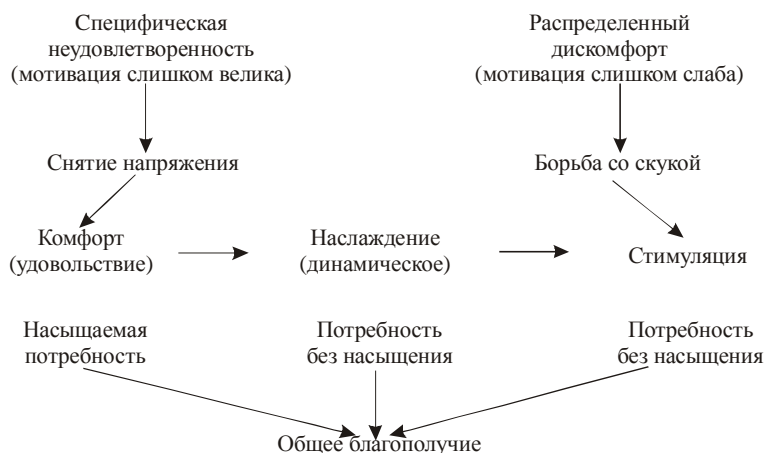 Специфическая
неудовлетворенность
(мотивация слишком велика)
Распределенный
дискомфорт
(мотивация слишком слаба)
Снятие напряжения
Борьба со скукой
Комфорт
(удовольствие)
Наслаждение
(динамическое)
Стимуляция
Насыщаемая
потребность
Потребность
без насыщения
Потребность
без насыщения
Общее благополучие